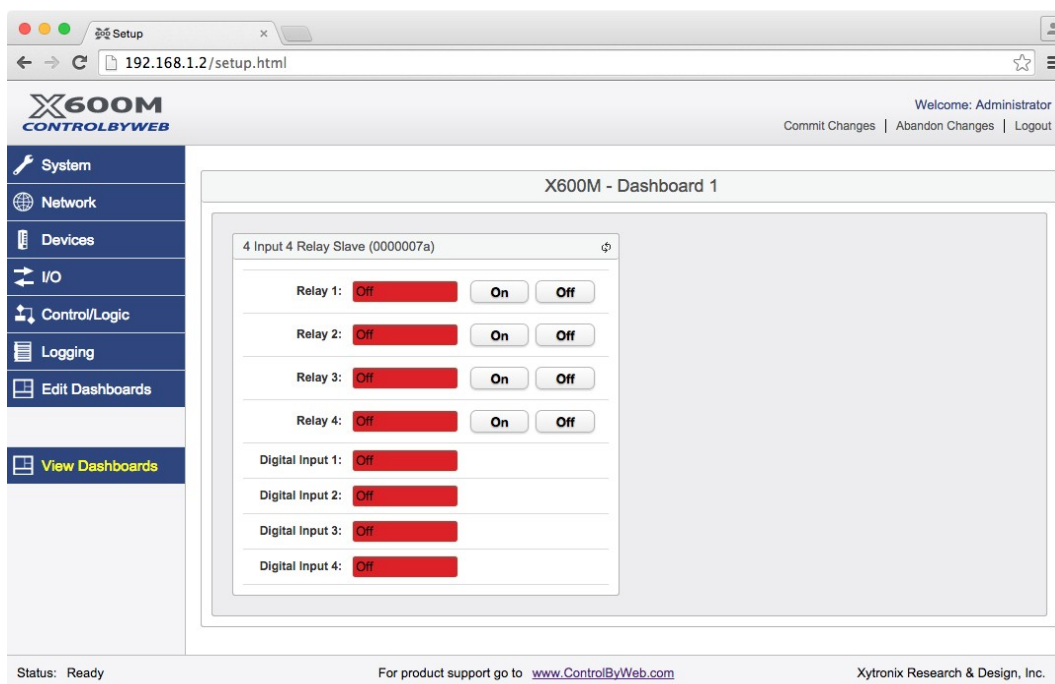 Setup
192.168.1.2/setup.html
X600M
CONTROLBYWEB
Welcome: Administrator
Commit Changes | Abandon Changes | Logout
System
Network
Devices
I/O
Control/Logic
Logging
Edit Dashboards
View Dashboards
X600M - Dashboard 1
4 Input 4 Relay Slave (0000007a)
Relay 1: Off On Off
Relay 2: Off On Off
Relay 3: Off On Off
Relay 4: Off On Off
Digital Input 1: Off
Digital Input 2: Off
Digital Input 3: Off
Digital Input 4: Off
Status: Ready
For product support go to www.ControlByWeb.com
Xytronix Research & Design, Inc.